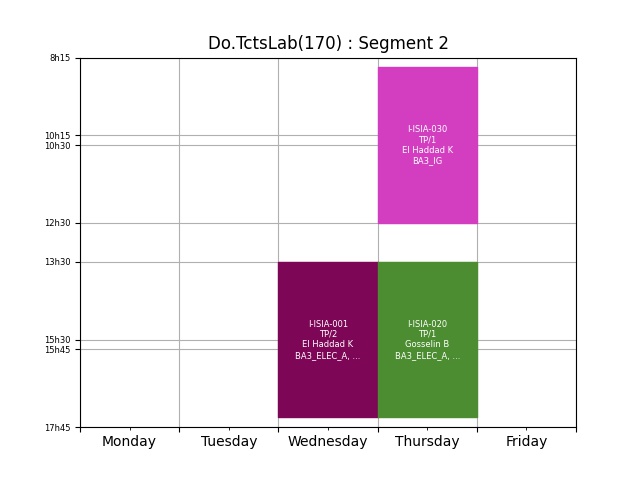 Do.TctsLab(170) : Segment 2
8h15
10h15
10h30
12h30
13h30
15h30
15h45
17h45
I-ISIA-030
TP/1
El Haddad K
BA3_IG
I-ISIA-001
TP/2
El Haddad K
BA3_ELEC_A, ...
I-ISIA-020
TP/1
Gosselin B
BA3_ELEC_A, ...
Monday
Tuesday
Wednesday
Thursday
Friday